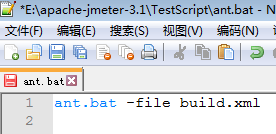 *E:\apache-jmeter-3.1\TestScript\ant.bat - N
文件(F) 编辑(E) 搜索(S) 视图(V) 编码(N)
ant.bat
1 ant.bat -file build.xml
2